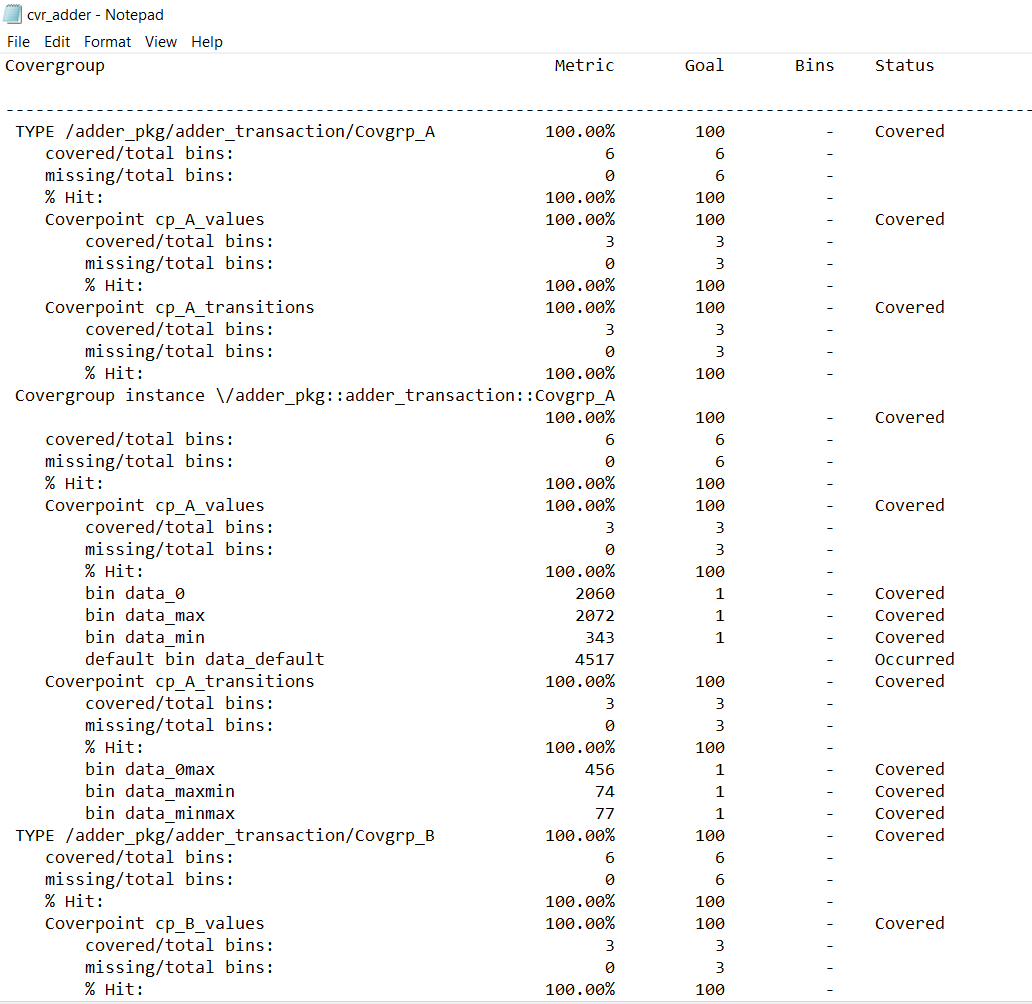 cvr_adder - Notepad
File Edit Format View Help
Covergroup Metric Goal Bins Status
----------------------------------------------------------------------------------------------------
TYPE /adder_pkg/adder_transaction/Covgrp_A 100.00% 100 - Covered
covered/total bins: 6 6 -
missing/total bins: 0 6 -
% Hit: 100.00% 100 -
Coverpoint cp_A_values 100.00% 100 - Covered
covered/total bins: 3 3 -
missing/total bins: 0 3 -
% Hit: 100.00% 100 -
Coverpoint cp_A_transitions 100.00% 100 - Covered
covered/total bins: 3 3 -
missing/total bins: 0 3 -
% Hit: 100.00% 100 -
Covergroup instance \/adder_pkg::adder_transaction::Covgrp_A
100.00% 100 - Covered
covered/total bins: 6 6 -
missing/total bins: 0 6 -
% Hit: 100.00% 100 -
Coverpoint cp_A_values 100.00% 100 - Covered
covered/total bins: 3 3 -
missing/total bins: 0 3 -
% Hit: 100.00% 100 -
bin data_0 2060 1 - Covered
bin data_max 2072 1 - Covered
bin data_min 343 1 - Covered
default bin data_default 4517 - Occurred
Coverpoint cp_A_transitions 100.00% 100 - Covered
covered/total bins: 3 3 -
missing/total bins: 0 3 -
% Hit: 100.00% 100 -
bin data_0max 456 1 - Covered
bin data_maxmin 74 1 - Covered
bin data_minmax 77 1 - Covered
TYPE /adder_pkg/adder_transaction/Covgrp_B 100.00% 100 - Covered
covered/total bins: 6 6 -
missing/total bins: 0 6 -
% Hit: 100.00% 100 -
Coverpoint cp_B_values 100.00% 100 - Covered
covered/total bins: 3 3 -
missing/total bins: 0 3 -
% Hit: 100.00% 100 -